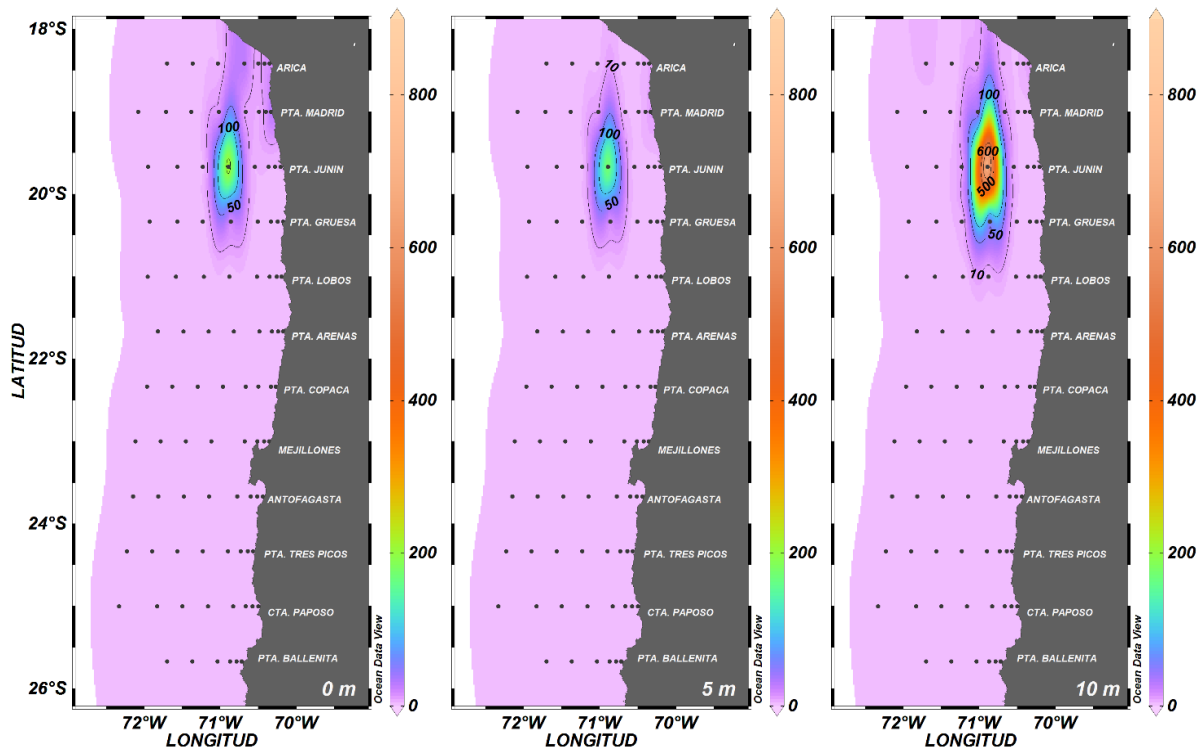 18°S
20°S
22°S
24°S
26°S
LATITUD
ARICA
PTA. MADRID
PTA. JUNIN
PTA. GRUESA
PTA. LOBOS
PTA. ARENAS
PTA. COPACA
MEJILLONES
ANTOFAGASTA
PTA. TRES PICOS
CTA. PAPOSO
PTA. BALLENITA
100
50
0 m
72°W 71°W 70°W
LONGITUD
Ocean Data View
800
600
400
200
0
ARICA
PTA. MADRID
PTA. JUNIN
PTA. GRUESA
PTA. LOBOS
PTA. ARENAS
PTA. COPACA
MEJILLONES
ANTOFAGASTA
PTA. TRES PICOS
CTA. PAPOSO
PTA. BALLENITA
10
100
50
5 m
72°W 71°W 70°W
LONGITUD
Ocean Data View
800
600
400
200
0
ARICA
PTA. MADRID
PTA. JUNIN
PTA. GRUESA
PTA. LOBOS
PTA. ARENAS
PTA. COPACA
MEJILLONES
ANTOFAGASTA
PTA. TRES PICOS
CTA. PAPOSO
PTA. BALLENITA
100
600
500
50
10
10 m
72°W 71°W 70°W
LONGITUD
Ocean Data View
800
600
400
200
0